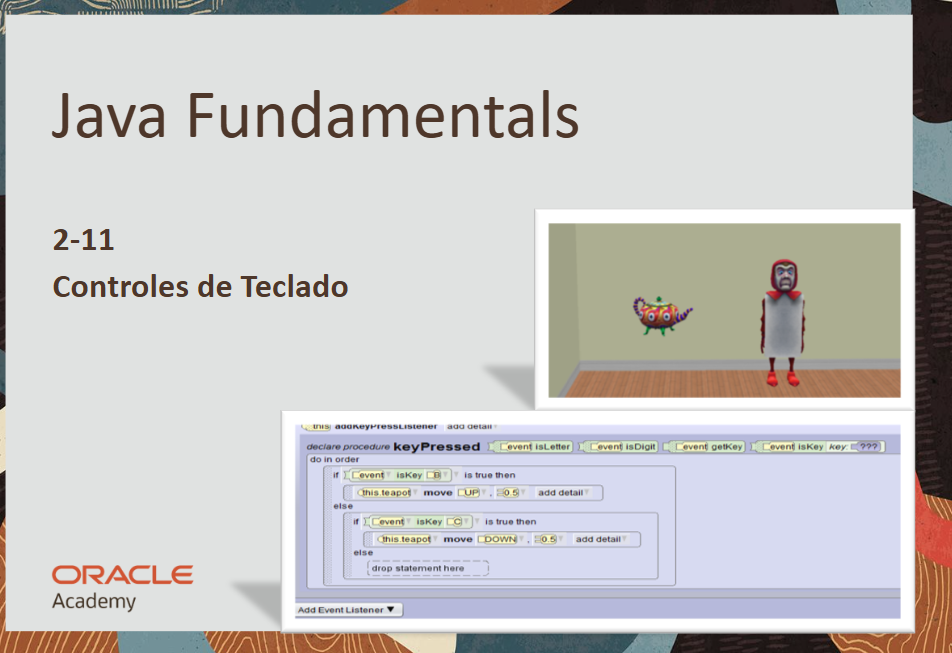 Java Fundamentals
2-11
Controles de Teclado
this addKeyPressListener add detail
declare procedure keyPressed event isLetter event isDigit event getKey event isKey key: ???
do in order
if event isKey B is true then
this.teapot move UP , 0.5 add detail
else
if event isKey C is true then
this.teapot move DOWN , 0.5 add detail
else
drop statement here
Add Event Listener
ORACLE
Academy